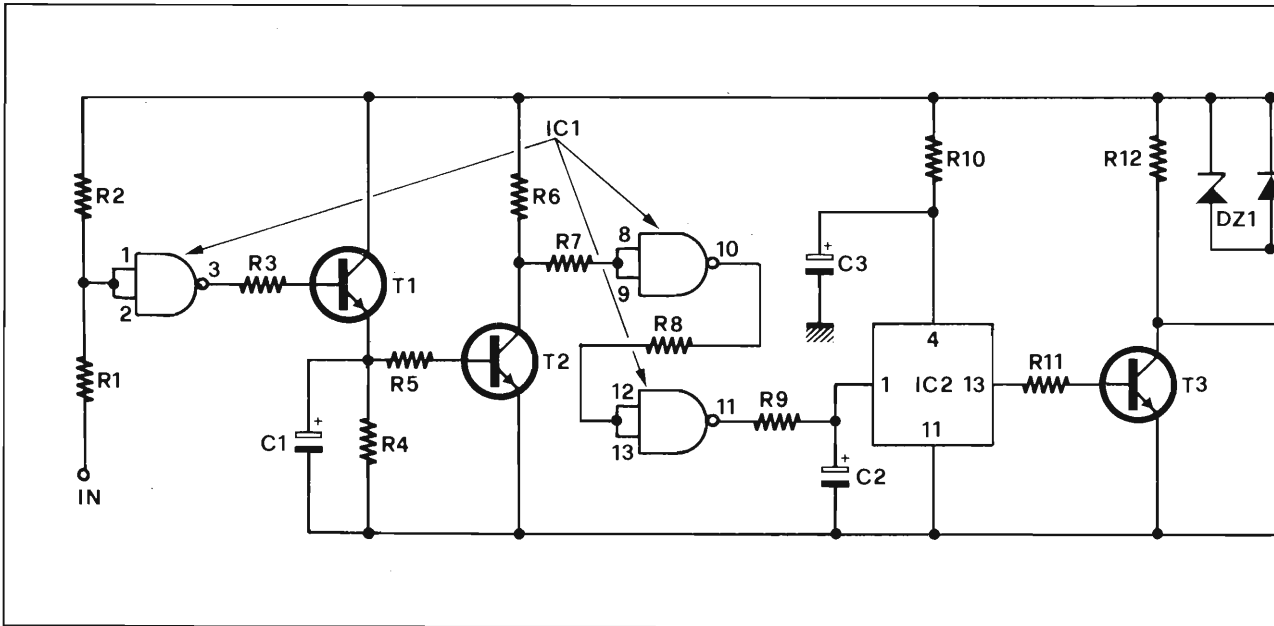 IC1
R2
R6
R10
R12
DZ1
1
2
3
R3
T1
R7
8
9
10
C3
+
R1
R5
T2
R8
4
1
IC2
13
11
R11
T3
C1
+
R4
12
13
11
R9
C2
+
IN